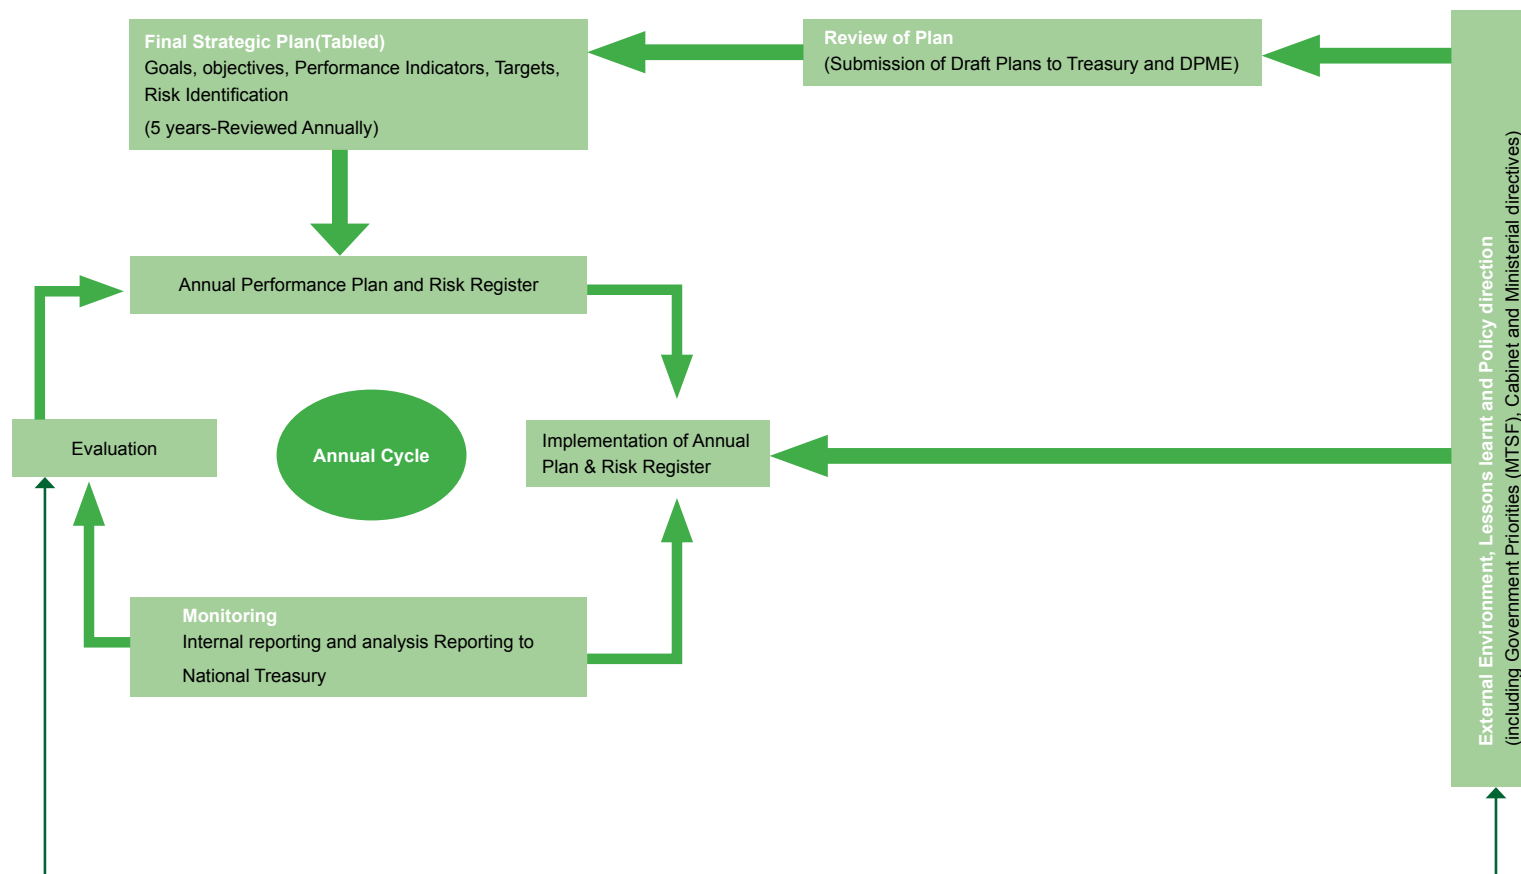 Final Strategic Plan(Tabled)
Goals, objectives, Performance Indicators, Targets,
Risk Identification
(5 years-Reviewed Annually)
Review of Plan
(Submission of Draft Plans to Treasury and DPME)
External Environment, Lessons learnt and Policy direction
(including Government Priorities (MTSF), Cabinet and Ministerial directives)
Annual Performance Plan and Risk Register
Evaluation
Annual Cycle
Implementation of Annual
Plan & Risk Register
Monitoring
Internal reporting and analysis Reporting to
National Treasury